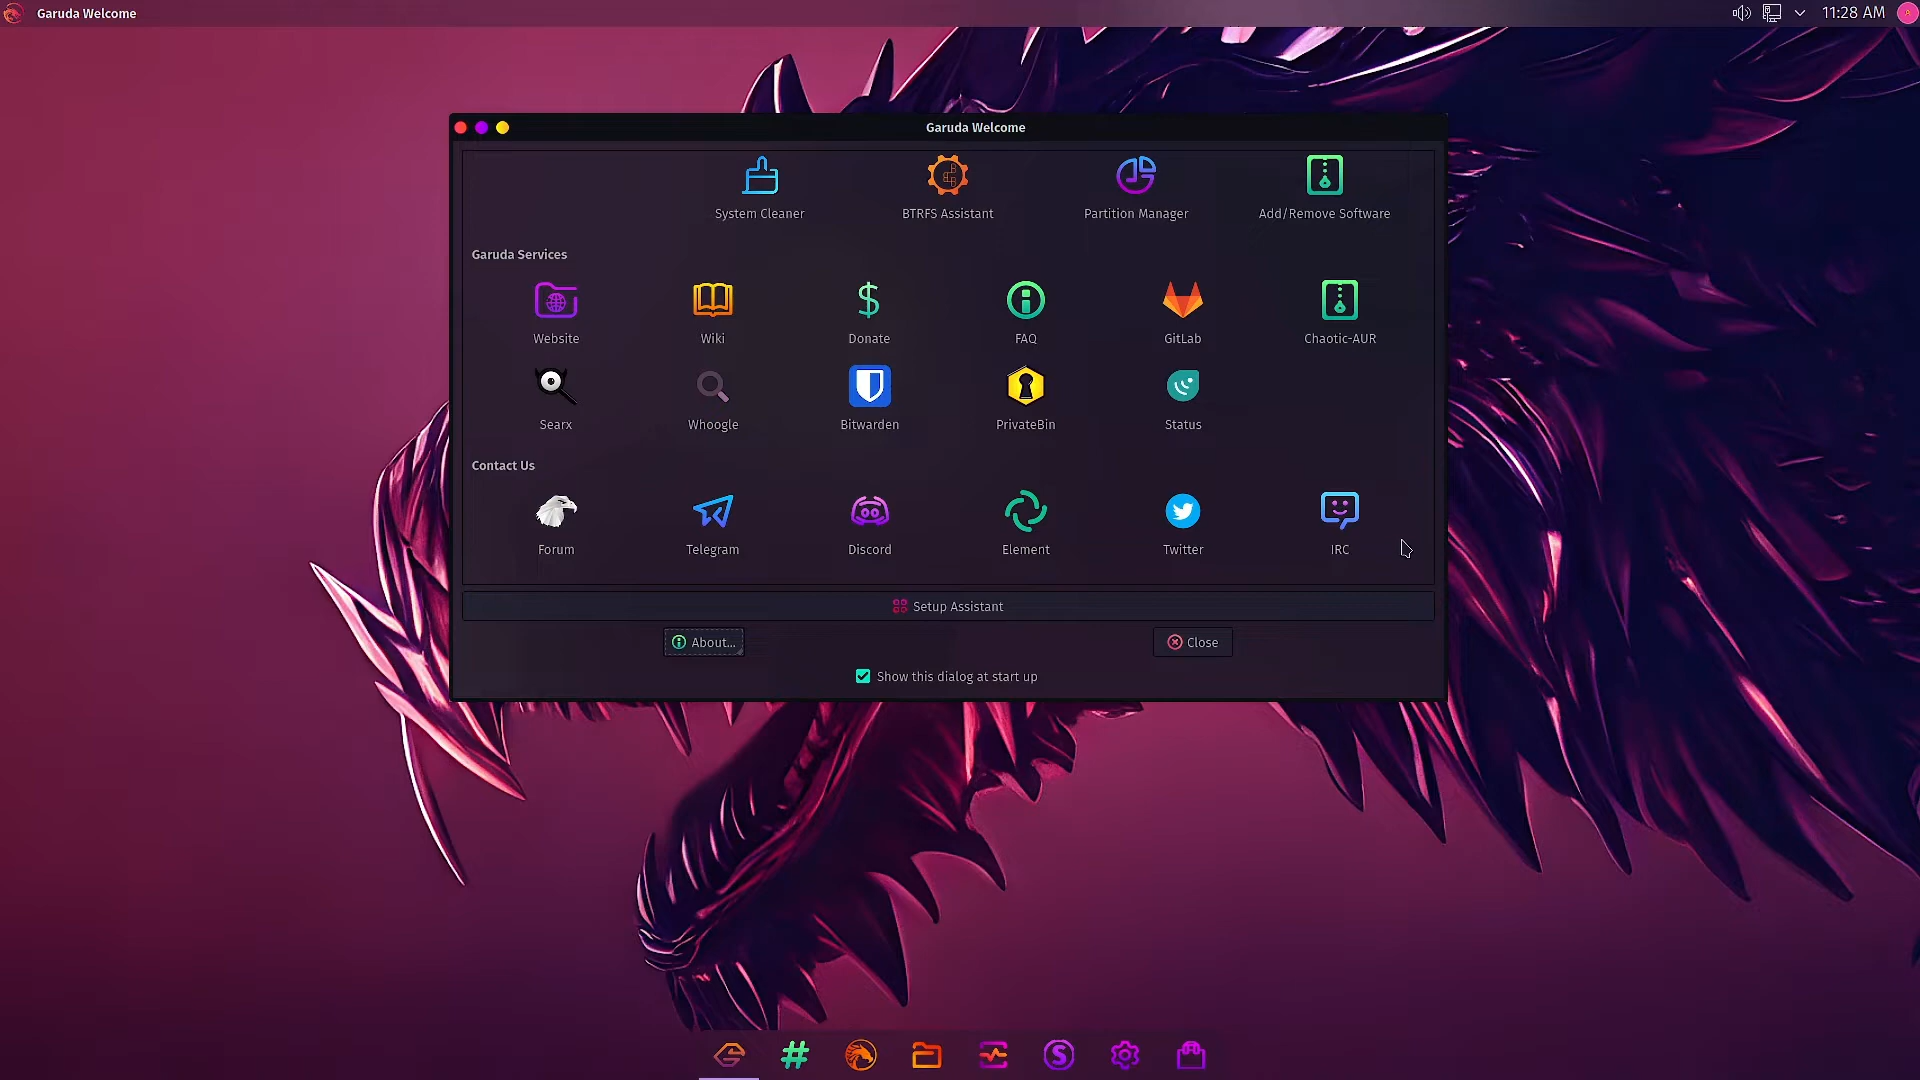 Garuda Welcome
11:28 AM
Garuda Welcome
System Cleaner
BTRFS Assistant
Partition Manager
Add/Remove Software
Garuda Services
Website
Wiki
Donate
FAQ
GitLab
Chaotic-AUR
Searx
Whoogle
Bitwarden
PrivateBin
Status
Contact Us
Forum
Telegram
Discord
Element
Twitter
IRC
Setup Assistant
About...
Close
Show this dialog at start up